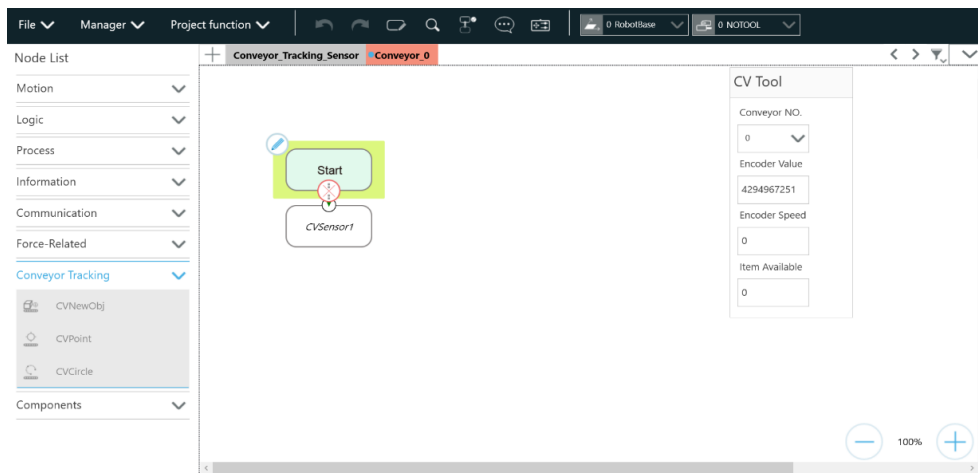 File Manager Project function 0 RobotBase 0 NOTOOL
Node List
Conveyor_Tracking_Sensor Conveyor_0
Motion
Logic
Process
Information
Communication
Force-Related
Conveyor Tracking
CVNewObj
CVPoint
CVCircle
Components
Start
CVSensor1
CV Tool
Conveyor NO.
0
Encoder Value
4294967251
Encoder Speed
0
Item Available
0
100%